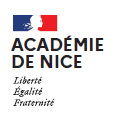 ACADÉMIE
DE NICE
Liberté
Égalité
Fraternité